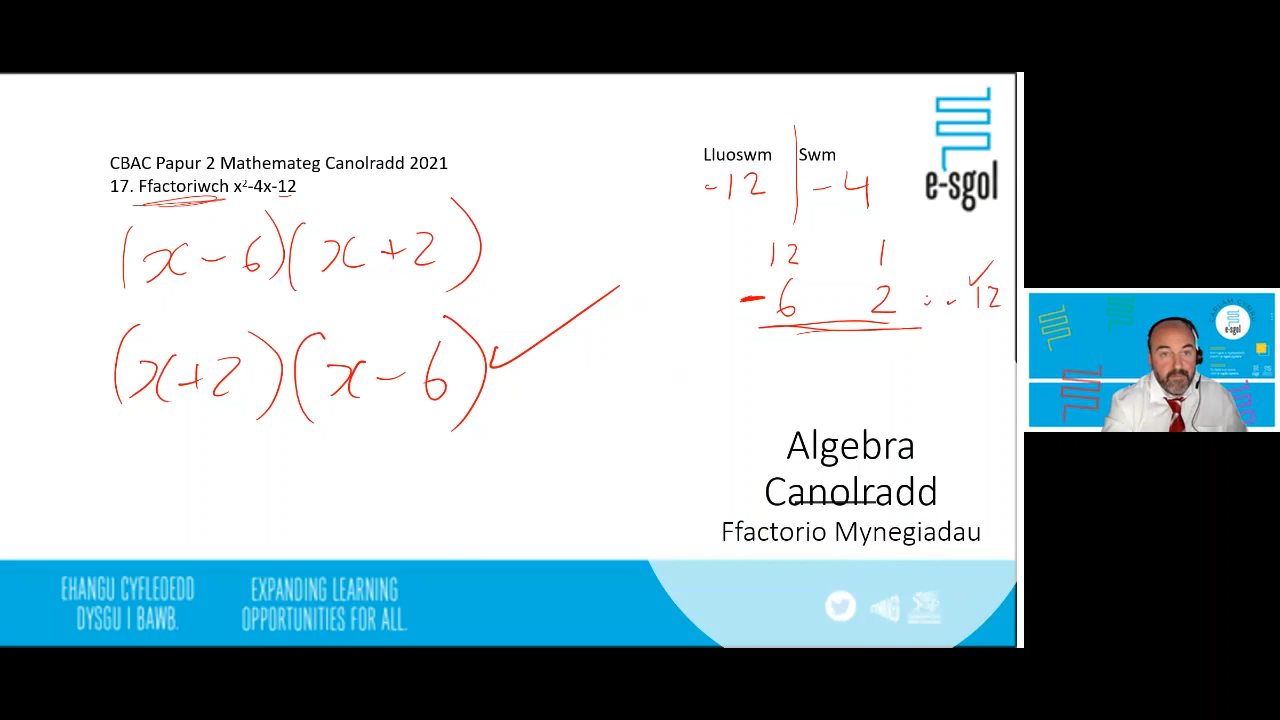 CBAC Papur 2 Mathemateg Canolradd 2021
17. Ffactoriwch x²-4x-12
(x - 6)(x + 2)
(x+2)(x - 6)
Lluoswm Swm
-12 - 4
12 1
-6 2 : -12
e-sgol
Algebra
Canolradd
Ffactorio Mynegiadau
EHANGU CYFLEOEDD
DYSGU I BAWB.
EXPANDING LEARNING
OPPORTUNITIES FOR ALL.
e-sgol